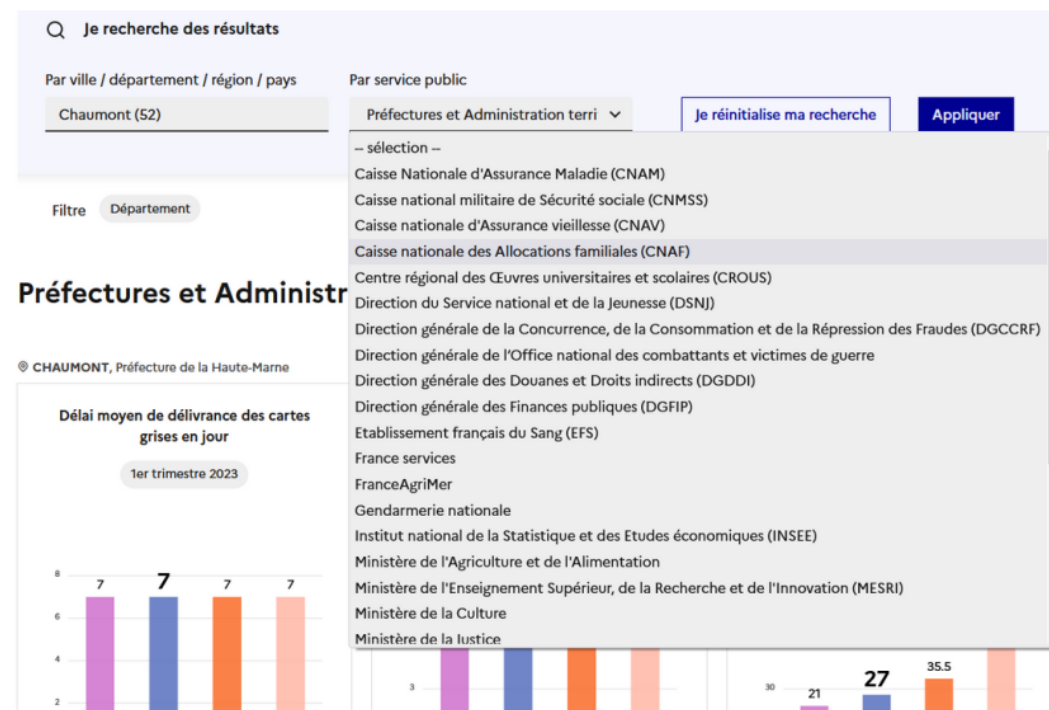 Je recherche des résultats
Par ville / département / région / pays
Par service public
Chaumont (52)
Préfectures et Administration terri
Je réinitialise ma recherche
Appliquer
-- sélection --
Caisse Nationale d'Assurance Maladie (CNAM)
Caisse national militaire de Sécurité sociale (CNMSS)
Caisse nationale d'Assurance vieillesse (CNAV)
Caisse nationale des Allocations familiales (CNAF)
Centre régional des Œuvres universitaires et scolaires (CROUS)
Direction du Service national et de la Jeunesse (DSNJ)
Direction générale de la Concurrence, de la Consommation et de la Répression des Fraudes (DGCCRF)
Direction générale de l'Office national des combattants et victimes de guerre
Direction générale des Douanes et Droits indirects (DGDDI)
Direction générale des Finances publiques (DGFIP)
Etablissement français du Sang (EFS)
France services
FranceAgriMer
Gendarmerie nationale
Institut national de la Statistique et des Etudes économiques (INSEE)
Ministère de l'Agriculture et de l'Alimentation
Ministère de l'Enseignement Supérieur, de la Recherche et de l'Innovation (MESRI)
Ministère de la Culture
Ministère de la Justice
Filtre
Département
Préfectures et Administr
CHAUMONT, Préfecture de la Haute-Marne
Délai moyen de délivrance des cartes
grises en jour
1er trimestre 2023
8
7
7
7
7
6
4
2
3
30
21
27
35.5